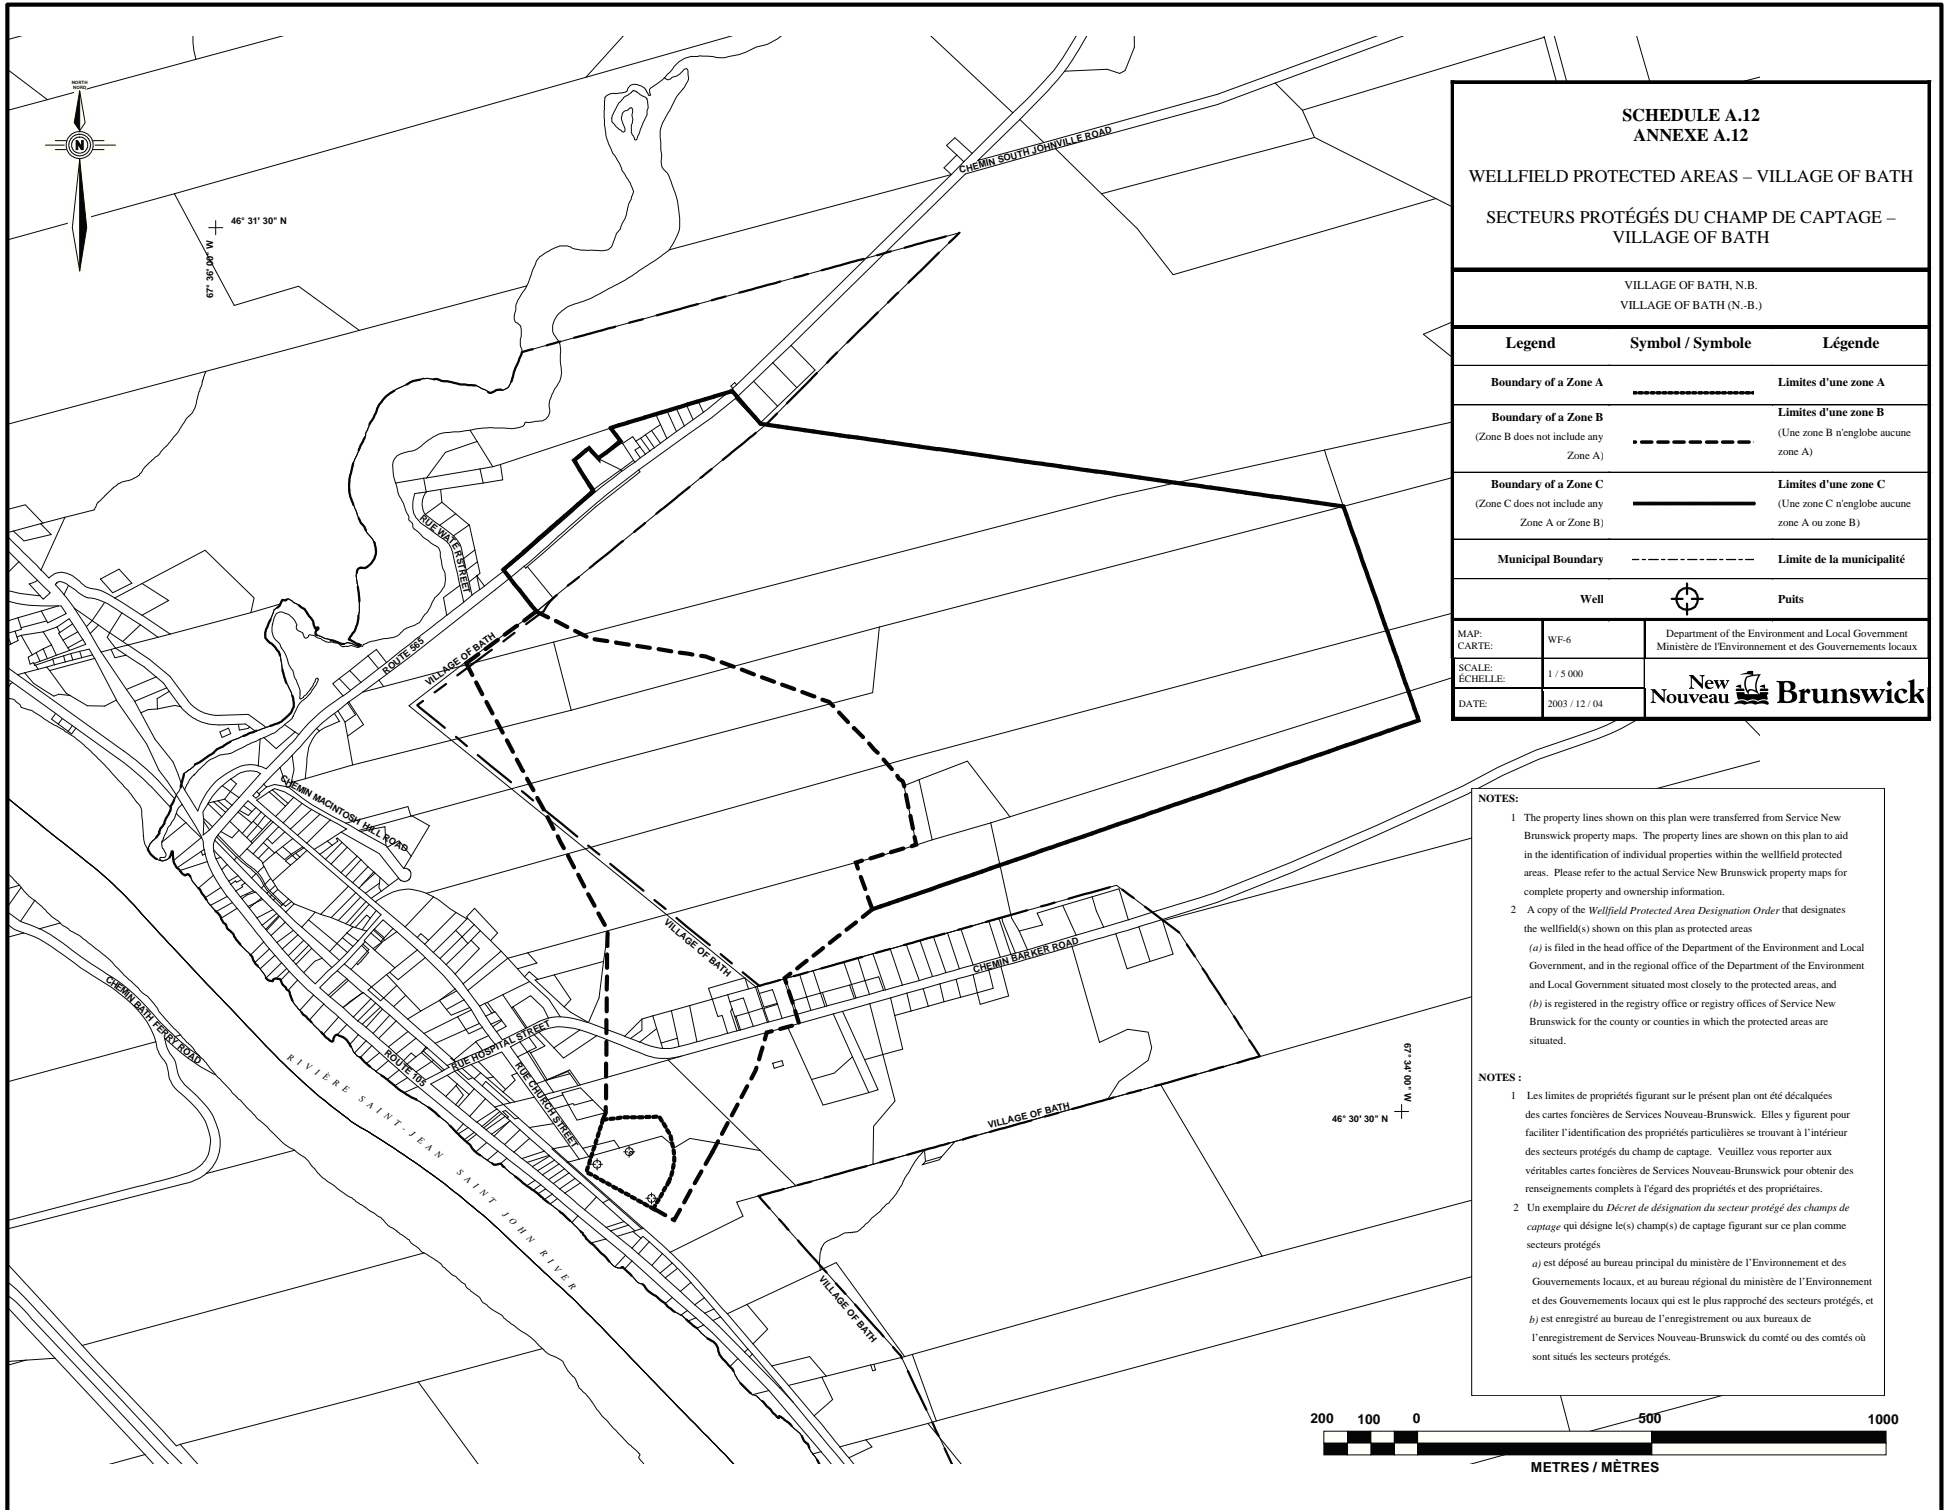 NORTH
NORD
N
46° 31' 30" N
67° 36' 00" W
CHEMIN SOUTH JOHNVILLE ROAD
RUE WATER STREET
ROUTE 565
VILLAGE OF BATH
CHEMIN MACINTOSH HILL ROAD
VILLAGE OF BATH
CHEMIN BARKER ROAD
CHEMIN BATH FERRY ROAD
RUE HOSPITAL STREET
ROUTE 105
RUE CHURCH STREET
RIVIÈRE SAINT-JEAN SAINT JOHN RIVER
VILLAGE OF BATH
VILLAGE OF BATH
67° 34' 00" W
46° 30' 30" N
SCHEDULE A.12
ANNEXE A.12
WELLFIELD PROTECTED AREAS – VILLAGE OF BATH
SECTEURS PROTÉGÉS DU CHAMP DE CAPTAGE –
VILLAGE OF BATH
VILLAGE OF BATH, N.B.
VILLAGE OF BATH (N.-B.)
Legend Symbol / Symbole Légende
Boundary of a Zone A Limites d'une zone A
Boundary of a Zone B Limites d'une zone B
(Zone B does not include any (Une zone B n'englobe aucune
Zone A) zone A)
Boundary of a Zone C Limites d'une zone C
(Zone C does not include any (Une zone C n'englobe aucune
Zone A or Zone B) zone A ou zone B)
Municipal Boundary Limite de la municipalité
Well Puits
MAP:
CARTE:
WF-6
Department of the Environment and Local Government
Ministère de l'Environnement et des Gouvernements locaux
SCALE:
ÉCHELLE:
1 / 5 000
DATE:
2003 / 12 / 04
New
Nouveau Brunswick
NOTES:
1 The property lines shown on this plan were transferred from Service New
Brunswick property maps. The property lines are shown on this plan to aid
in the identification of individual properties within the wellfield protected
areas. Please refer to the actual Service New Brunswick property maps for
complete property and ownership information.
2 A copy of the Wellfield Protected Area Designation Order that designates
the wellfield(s) shown on this plan as protected areas
(a) is filed in the head office of the Department of the Environment and Local
Government, and in the regional office of the Department of the Environment
and Local Government situated most closely to the protected areas, and
(b) is registered in the registry office or registry offices of Service New
Brunswick for the county or counties in which the protected areas are
situated.
NOTES :
1 Les limites de propriétés figurant sur le présent plan ont été décalquées
des cartes foncières de Services Nouveau-Brunswick. Elles y figurent pour
faciliter l'identification des propriétés particulières se trouvant à l'intérieur
des secteurs protégés du champ de captage. Veuillez vous reporter aux
véritables cartes foncières de Services Nouveau-Brunswick pour obtenir des
renseignements complets à l'égard des propriétés et des propriétaires.
2 Un exemplaire du Décret de désignation du secteur protégé des champs de
captage qui désigne le(s) champ(s) de captage figurant sur ce plan comme
secteurs protégés
a) est déposé au bureau principal du ministère de l'Environnement et des
Gouvernements locaux, et au bureau régional du ministère de l'Environnement
et des Gouvernements locaux qui est le plus rapproché des secteurs protégés, et
b) est enregistré au bureau de l'enregistrement ou aux bureaux de
l'enregistrement de Services Nouveau-Brunswick du comté ou des comtés où
sont situés les secteurs protégés.
200 100 0 500 1000
METRES / MÈTRES